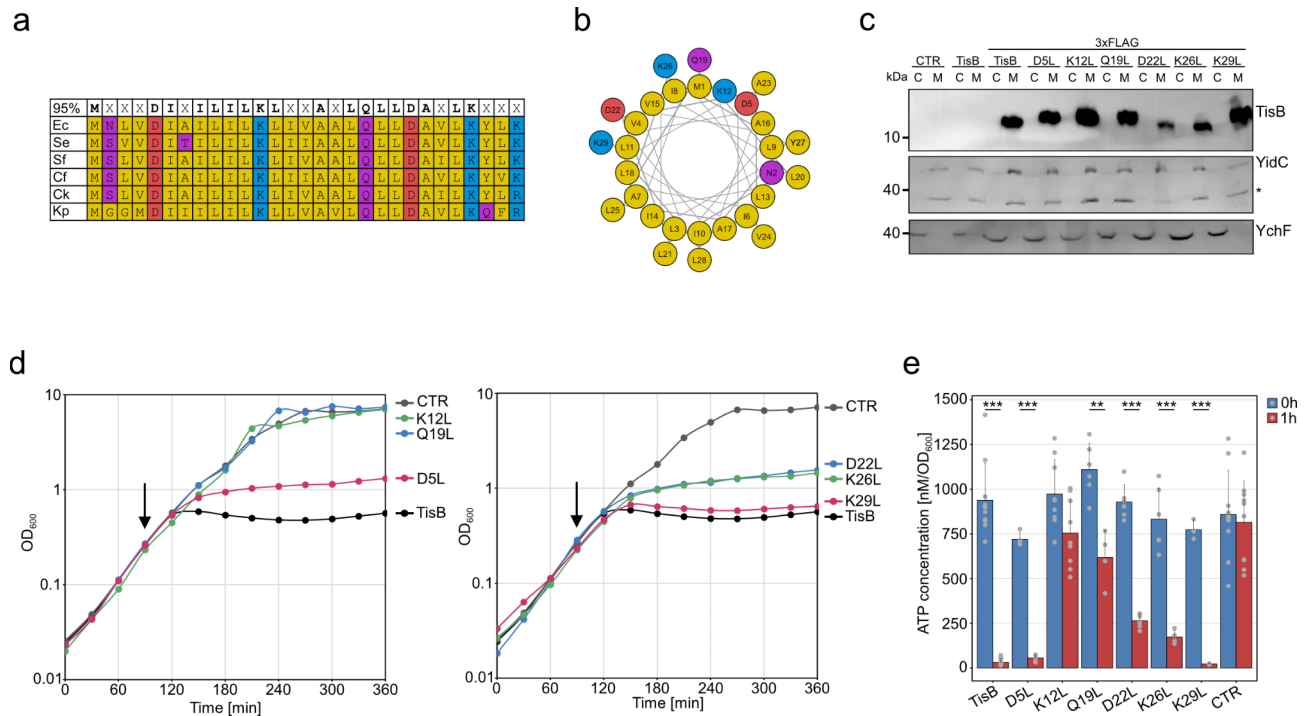 a
95% M X X X D I X I L I L K L X X A X L Q L L D A X L K X X X
Ec M N L V D I A I L I L K L I V A A L Q L L D A V L K Y L K
Se M S V V D I T I L I L K L I V A A L Q L L D A V L K Y L K
Sf M S L V D I A I L I L K L I V A A L Q L L D A V L K Y L K
Cf M S L V D I A I L I L K L I V A A L Q L L D A V L K Y V K
Ck M S L V D I A I L I L K L I V A A L Q L L D A V L K Y L K
Kp M G G M D I I I L I L K L
b
Q19
K26
A23
M1
I8
K12
V15
D5
D22
V4
A16
K29
L11
L9
Y27
L18
N2
L20
A7
L13
L25
I14
I6
L3
I10
A17
V24
L21
L28
c
3xFLAG
CTR TisB TisB D5L K12L Q19L D22L K26L K29L
kDa C M C M C M C M C M C M C M C M C M
TisB
10
YidC
40
*
40
YchF
d
10
1
0.1
0.01
OD600
0 60 120 180 240 300 360
Time [min]
CTR
K12L
Q19L
D5L
TisB
10
1
0.1
0.01
OD600
0 60 120 180 240 300 360
Time [min]
CTR
D22L
K26L
K29L
TisB
e
ATP concentration [nM/OD600]
1500
1250
1000
750
500
250
0
*** *** ** *** *** ***
0h
1h
TisB D5L K12L Q19L D22L K26L K29L CTR